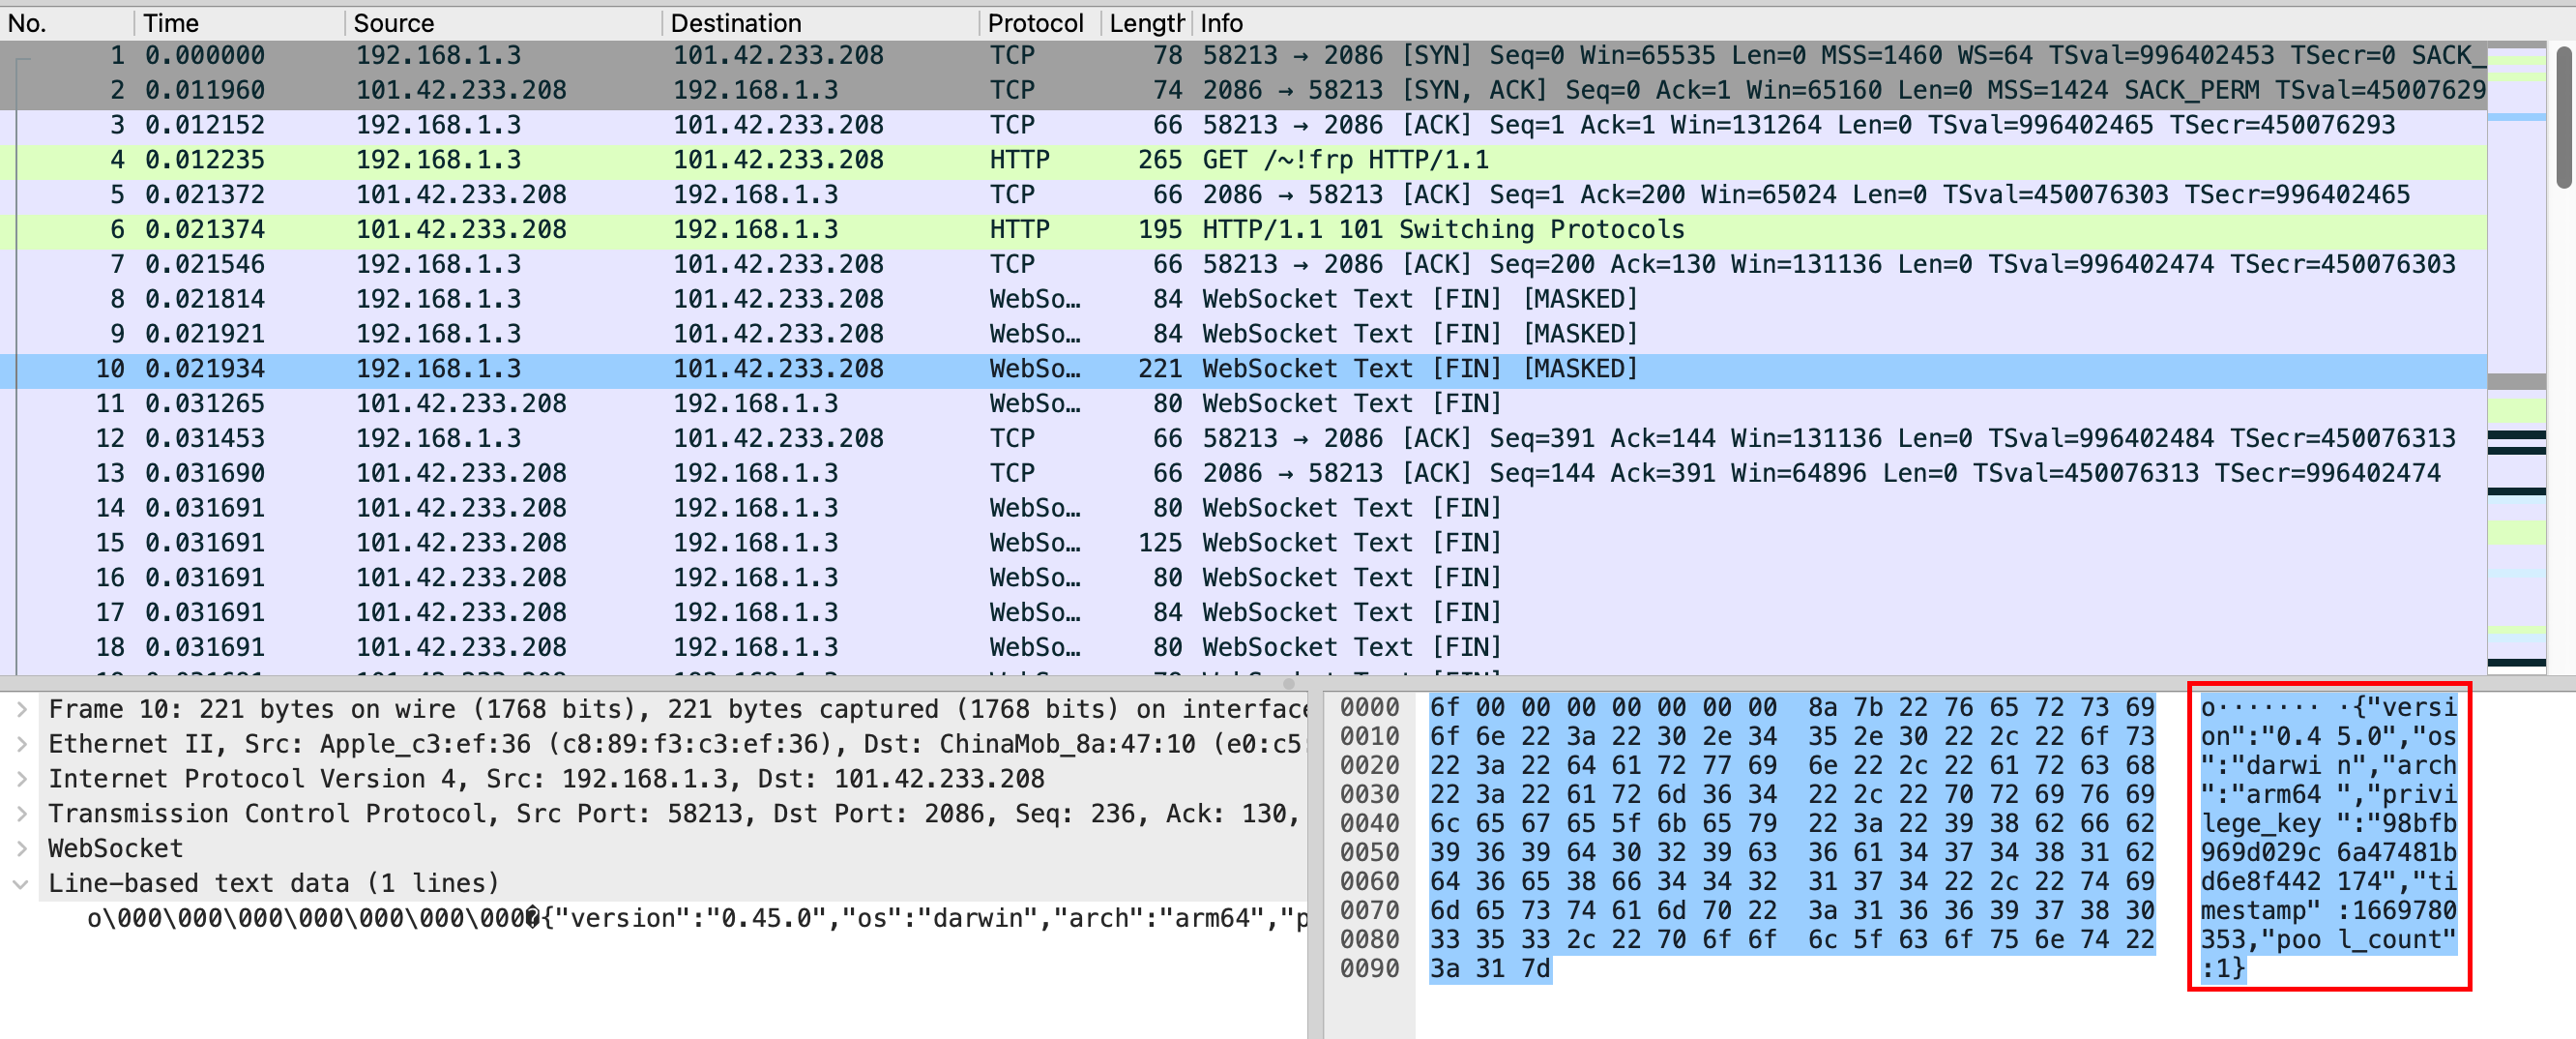 No. Time Source Destination Protocol Length Info
1 0.000000 192.168.1.3 101.42.233.208 TCP 78 58213 → 2086 [SYN] Seq=0 Win=65535 Len=0 MSS=1460 WS=64 TSval=996402453 TSecr=0 SACK_
2 0.011960 101.42.233.208 192.168.1.3 TCP 74 2086 → 58213 [SYN, ACK] Seq=0 Ack=1 Win=65160 Len=0 MSS=1424 SACK_PERM TSval=45007629
3 0.012152 192.168.1.3 101.42.233.208 TCP 66 58213 → 2086 [ACK] Seq=1 Ack=1 Win=131264 Len=0 TSval=996402465 TSecr=450076293
4 0.012235 192.168.1.3 101.42.233.208 HTTP 265 GET /~!frp HTTP/1.1
5 0.021372 101.42.233.208 192.168.1.3 TCP 66 2086 → 58213 [ACK] Seq=1 Ack=200 Win=65024 Len=0 TSval=450076303 TSecr=996402465
6 0.021374 101.42.233.208 192.168.1.3 HTTP 195 HTTP/1.1 101 Switching Protocols
7 0.021546 192.168.1.3 101.42.233.208 TCP 66 58213 → 2086 [ACK] Seq=200 Ack=130 Win=131136 Len=0 TSval=996402474 TSecr=450076303
8 0.021814 192.168.1.3 101.42.233.208 WebSo… 84 WebSocket Text [FIN] [MASKED]
9 0.021921 192.168.1.3 101.42.233.208 WebSo… 84 WebSocket Text [FIN] [MASKED]
10 0.021934 192.168.1.3 101.42.233.208 WebSo… 221 WebSocket Text [FIN] [MASKED]
11 0.031265 101.42.233.208 192.168.1.3 WebSo… 80 WebSocket Text [FIN]
12 0.031453 192.168.1.3 101.42.233.208 TCP 66 58213 → 2086 [ACK] Seq=391 Ack=144 Win=131136 Len=0 TSval=996402484 TSecr=450076313
13 0.031690 101.42.233.208 192.168.1.3 TCP 66 2086 → 58213 [ACK] Seq=144 Ack=391 Win=64896 Len=0 TSval=450076313 TSecr=996402474
14 0.031691 101.42.233.208 192.168.1.3 WebSo… 80 WebSocket Text [FIN]
15 0.031691 101.42.233.208 192.168.1.3 WebSo… 125 WebSocket Text [FIN]
16 0.031691 101.42.233.208 192.168.1.3 WebSo… 80 WebSocket Text [FIN]
17 0.031691 101.42.233.208 192.168.1.3 WebSo… 84 WebSocket Text [FIN]
18 0.031691 101.42.233.208 192.168.1.3 WebSo… 80 WebSocket Text [FIN]
Frame 10: 221 bytes on wire (1768 bits), 221 bytes captured (1768 bits) on interface
Ethernet II, Src: Apple_c3:ef:36 (c8:89:f3:c3:ef:36), Dst: ChinaMob_8a:47:10 (e0:c5:
Internet Protocol Version 4, Src: 192.168.1.3, Dst: 101.42.233.208
Transmission Control Protocol, Src Port: 58213, Dst Port: 2086, Seq: 236, Ack: 130,
WebSocket
Line-based text data (1 lines)
o\000\000\000\000\000\000\000�{"version":"0.45.0","os":"darwin","arch":"arm64","p
0000 6f 00 00 00 00 00 00 00 8a 7b 22 76 65 72 73 69 o······· ·{"versi
0010 6f 6e 22 3a 22 30 2e 34 35 2e 30 22 2c 22 6f 73 on":"0.4 5.0","os
0020 22 3a 22 64 61 72 77 69 6e 22 2c 22 61 72 63 68 ":"darwi n","arch
0030 22 3a 22 61 72 6d 36 34 22 2c 22 70 72 69 76 69 ":"arm64 ","privi
0040 6c 65 67 65 5f 6b 65 79 22 3a 22 39 38 62 66 62 lege_key ":"98bfb
0050 39 36 39 64 30 32 39 63 36 61 34 37 34 38 31 62 969d029c 6a47481b
0060 64 36 65 38 66 34 34 32 31 37 34 22 2c 22 74 69 d6e8f442 174","ti
0070 6d 65 73 74 61 6d 70 22 3a 31 36 36 39 37 38 30 mestamp" :1669780
0080 33 35 33 2c 22 70 6f 6f 6c 5f 63 6f 75 6e 74 22 353,"poo l_count"
0090 3a 31 7d :1}